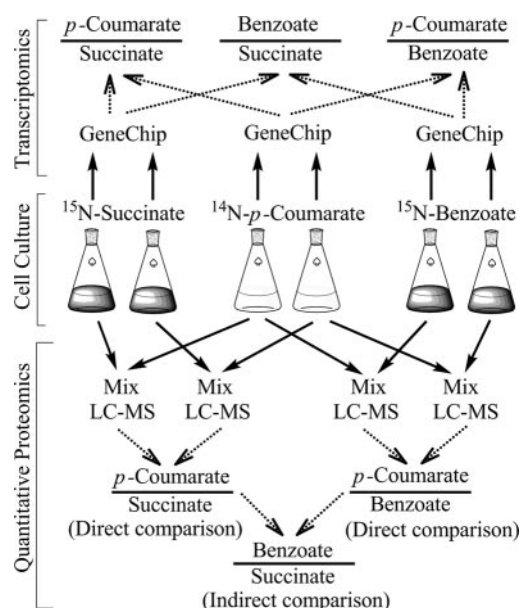 Transcriptomics
p-Coumarate
Succinate
Benzoate
Succinate
p-Coumarate
Benzoate
GeneChip
GeneChip
GeneChip
Cell Culture
15N-Succinate
14N-p-Coumarate
15N-Benzoate
Quantitative Proteomics
Mix
LC-MS
Mix
LC-MS
Mix
LC-MS
Mix
LC-MS
p-Coumarate
Succinate
(Direct comparison)
p-Coumarate
Benzoate
(Direct comparison)
Benzoate
Succinate
(Indirect comparison)